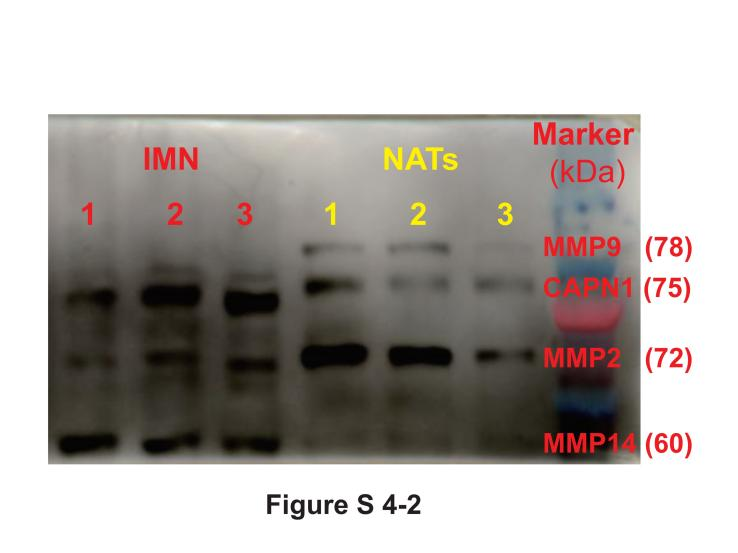 IMN
NATs
Marker
(kDa)
1 2 3 1 2 3
MMP9 (78)
CAPN1 (75)
MMP2 (72)
MMP14 (60)
Figure S 4-2